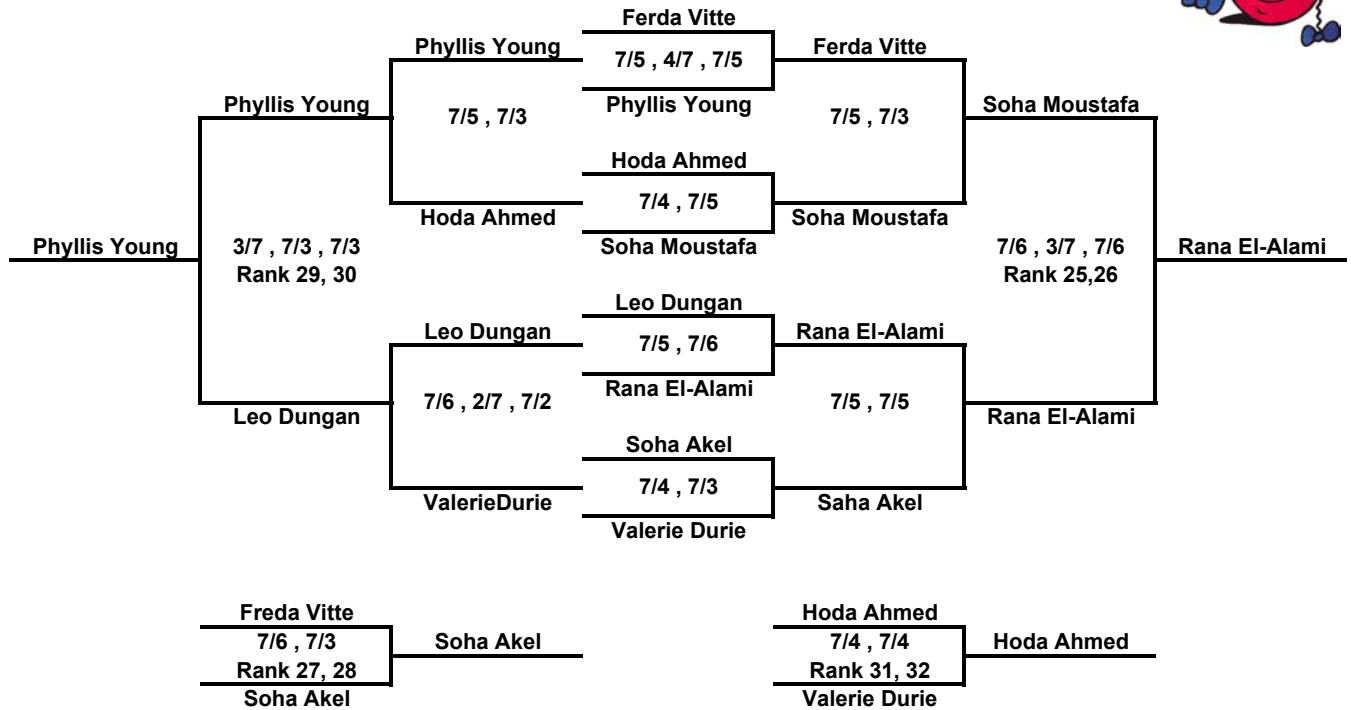 Ferda Vitte
Phyllis Young 7/5 , 4/7 , 7/5 Ferda Vitte
Phyllis Young 7/5 , 7/3 Phyllis Young 7/5 , 7/3 Soha Moustafa
Hoda Ahmed
7/4 , 7/5
Hoda Ahmed Soha Moustafa
Phyllis Young 3/7 , 7/3 , 7/3 Soha Moustafa 7/6 , 3/7 , 7/6 Rana El-Alami
Rank 29, 30 Rank 25,26
Leo Dungan
Leo Dungan 7/5 , 7/6 Rana El-Alami
Rana El-Alami
Leo Dungan 7/6 , 2/7 , 7/2 7/5 , 7/5 Rana El-Alami
Soha Akel
7/4 , 7/3
ValerieDurie Saha Akel
Valerie Durie
Freda Vitte Hoda Ahmed
7/6 , 7/3 Soha Akel 7/4 , 7/4 Hoda Ahmed
Rank 27, 28 Rank 31, 32
Soha Akel Valerie Durie